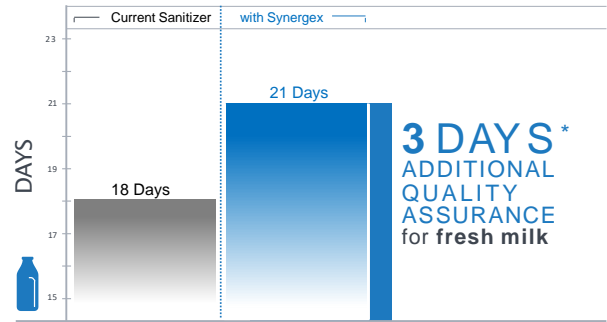 Current Sanitizer
with Synergex
23
21
19
17
15
DAYS
18 Days
21 Days
3 DAYS*
ADDITIONAL
QUALITY
ASSURANCE
for fresh milk